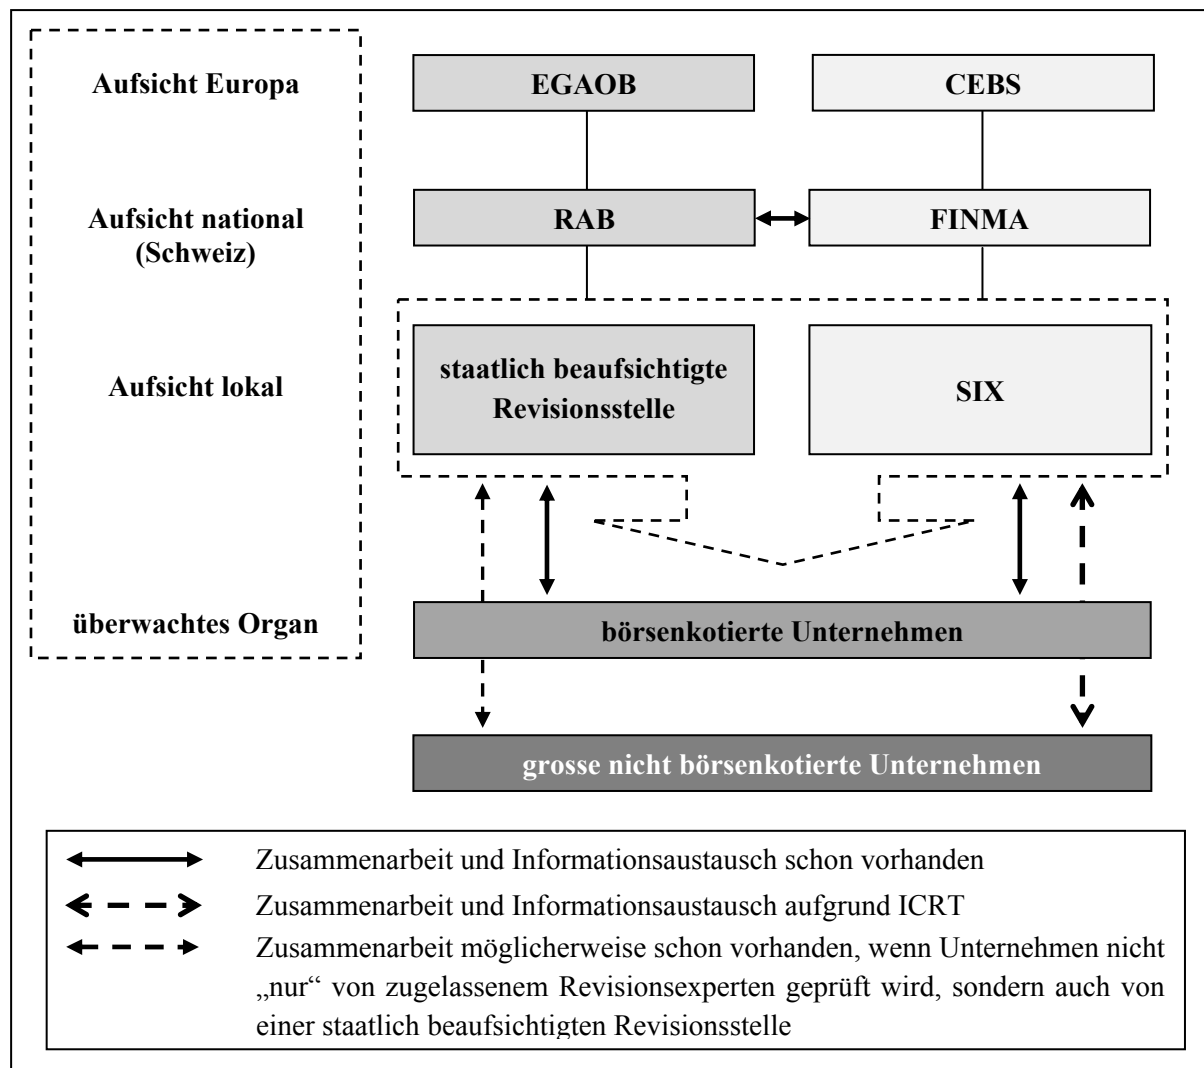 Aufsicht Europa
EGAOB
CEBS
Aufsicht national
(Schweiz)
RAB
FINMA
Aufsicht lokal
staatlich beaufsichtigte
Revisionsstelle
SIX
überwachtes Organ
börsenkotierte Unternehmen
grosse nicht börsenkotierte Unternehmen
Zusammenarbeit und Informationsaustausch schon vorhanden
Zusammenarbeit und Informationsaustausch aufgrund ICRT
Zusammenarbeit möglicherweise schon vorhanden, wenn Unternehmen nicht
„nur“ von zugelassenem Revisionsexperten geprüft wird, sondern auch von
einer staatlich beaufsichtigten Revisionsstelle